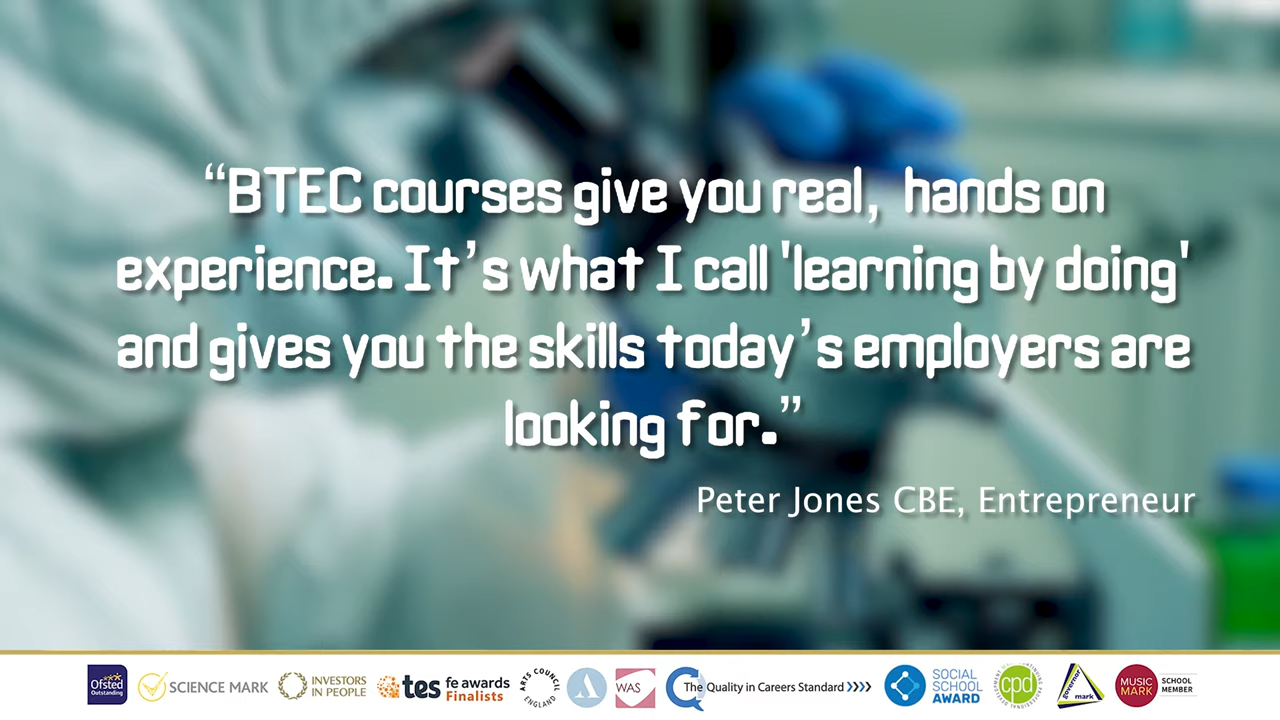 “BTEC courses give you real, hands on
experience. It’s what I call 'learning by doing'
and gives you the skills today’s employers are
looking for.”
Peter Jones CBE, Entrepreneur
Ofsted
Outstanding
SCIENCE MARK
INVESTORS
IN PEOPLE
tes fe awards
Finalists
ARTS COUNCIL
ENGLAND
WAS
The Quality in Careers Standard
SOCIAL
SCHOOL
AWARD
cpd
governor
mark
MUSIC
MARK
SCHOOL
MEMBER